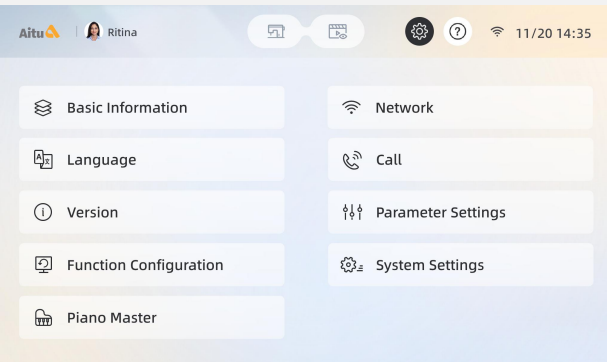 Aitu
Ritina
11/20 14:35
Basic Information
Network
Language
Call
Version
Parameter Settings
Function Configuration
System Settings
Piano Master